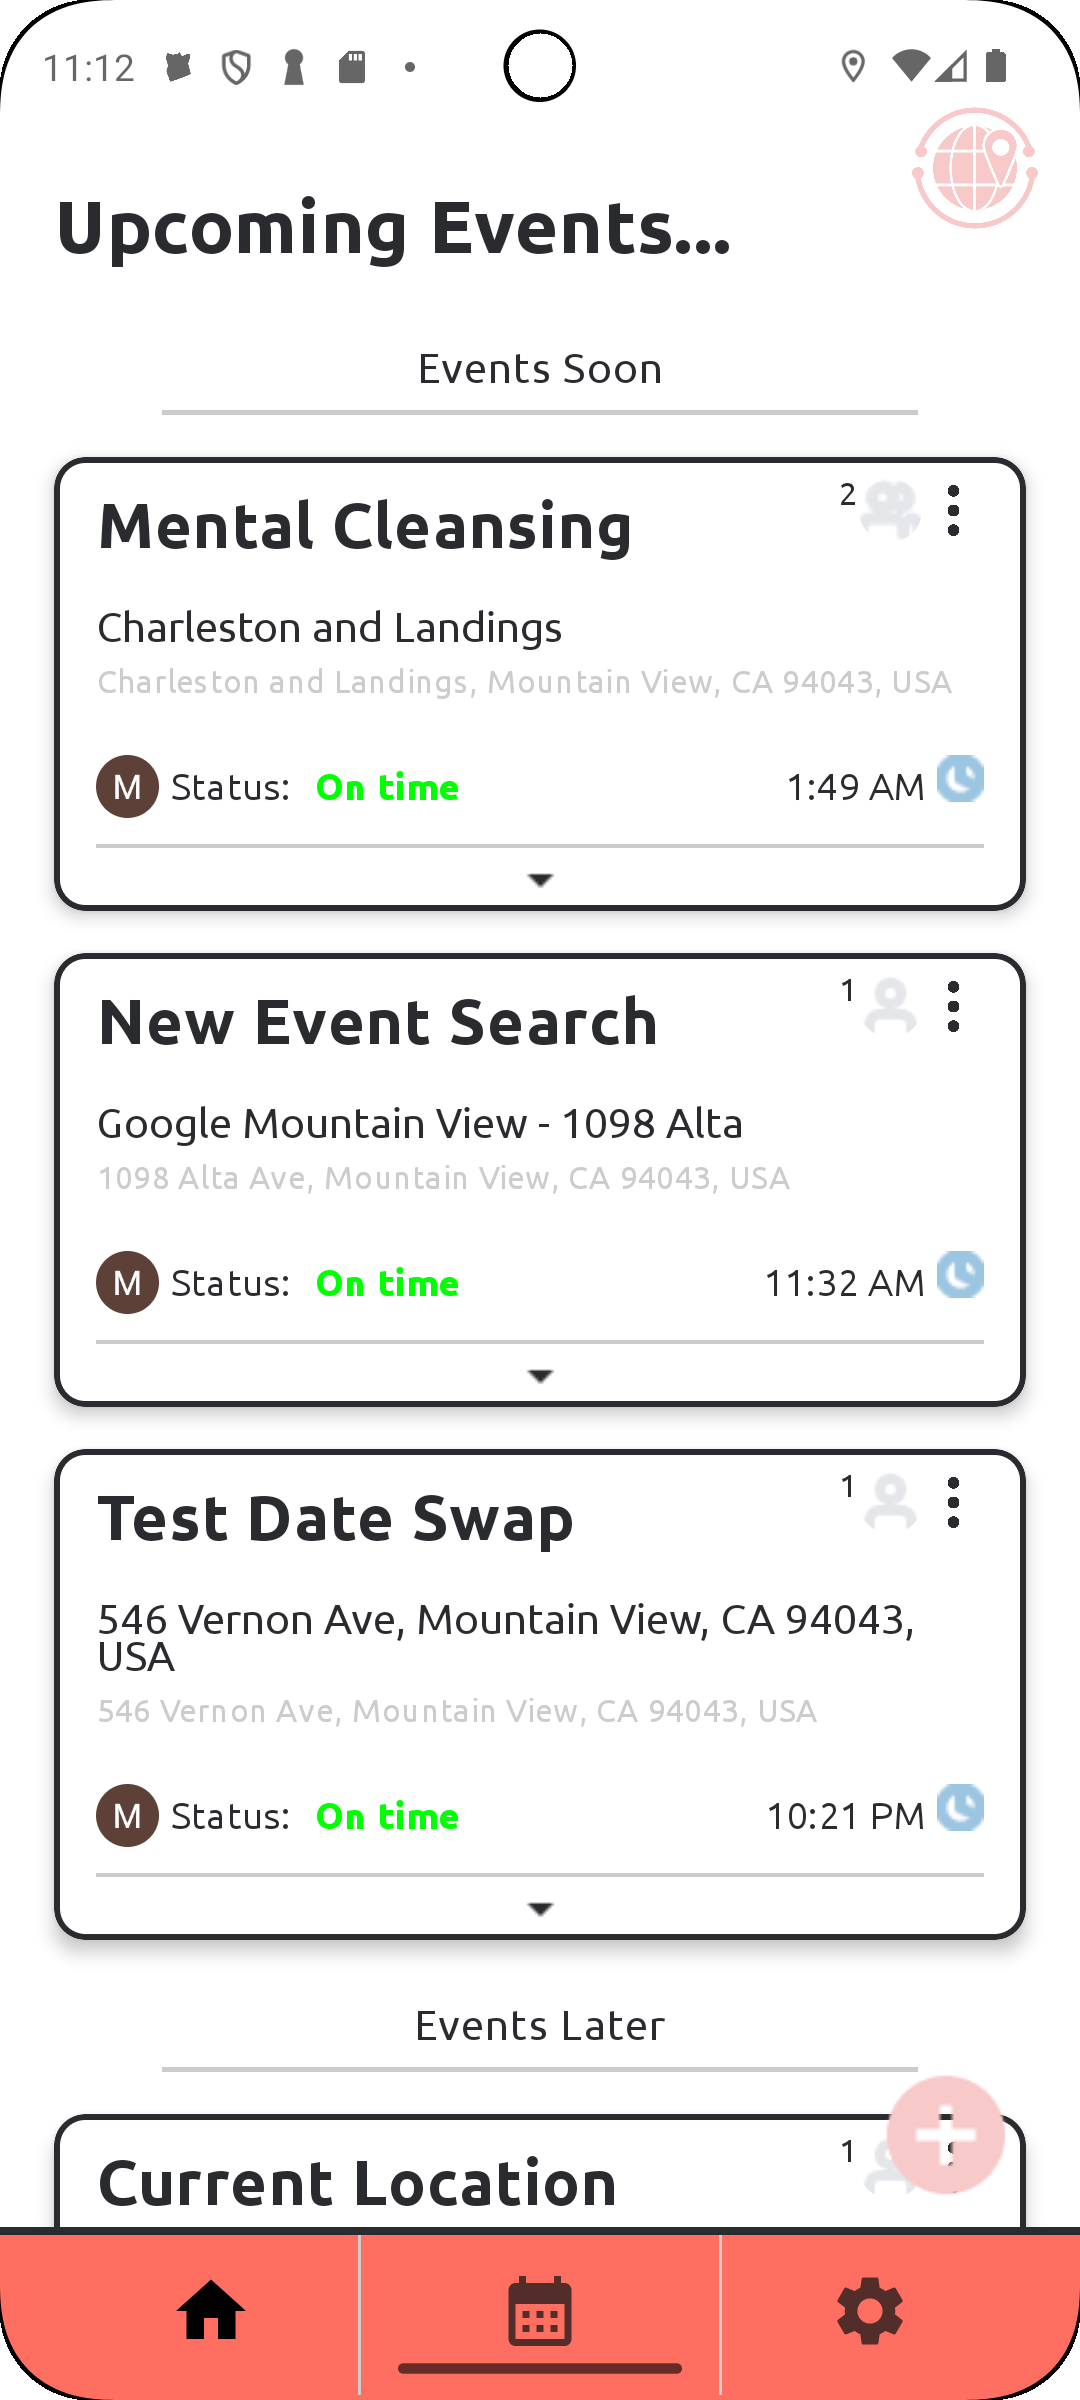 11:12
Upcoming Events...
Events Soon
Mental Cleansing
2
Charleston and Landings
Charleston and Landings, Mountain View, CA 94043, USA
M Status: On time 1:49 AM
New Event Search
1
Google Mountain View - 1098 Alta
1098 Alta Ave, Mountain View, CA 94043, USA
M Status: On time 11:32 AM
Test Date Swap
1
546 Vernon Ave, Mountain View, CA 94043,
USA
546 Vernon Ave, Mountain View, CA 94043, USA
M Status: On time 10:21 PM
Events Later
Current Location
1